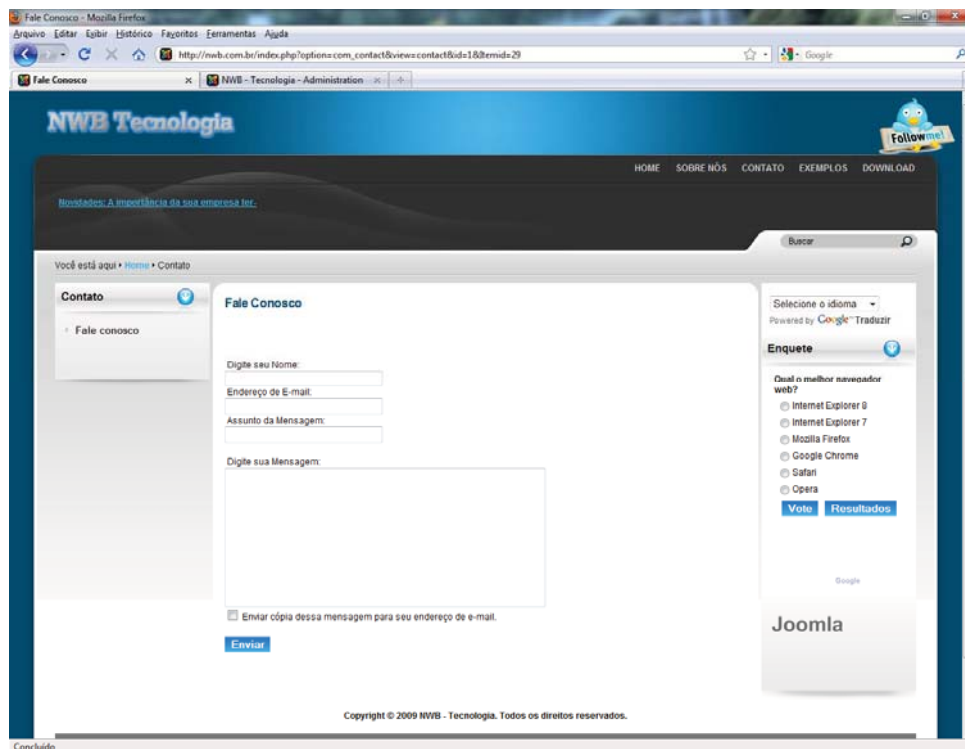 Fale Conosco - Mozilla Firefox
Arquivo Editar Exibir Histórico Favoritos Ferramentas Ajuda
http://nwb.com.br/index.php?option=com_contact&view=contact&id=1&Itemid=29
Google
Fale Conosco
NWB - Tecnologia - Administration
NWB Tecnologia
Followme!
HOME SOBRE NÓS CONTATO EXEMPLOS DOWNLOAD
Novidades: A importância da sua empresa ter.
Buscar
Você está aqui Home Contato
Contato
Fale conosco
Fale Conosco
Digite seu Nome:
Endereço de E-mail:
Assunto da Mensagem:
Digite sua Mensagem:
Enviar cópia dessa mensagem para seu endereço de e-mail.
Enviar
Selecione o idioma
Powered by Google Traduzir
Enquete
Qual o melhor navegador
web?
Internet Explorer 8
Internet Explorer 7
Mozilla Firefox
Google Chrome
Safari
Opera
Vote Resultados
Google
Joomla
Copyright © 2009 NWB - Tecnologia. Todos os direitos reservados.
Concluído